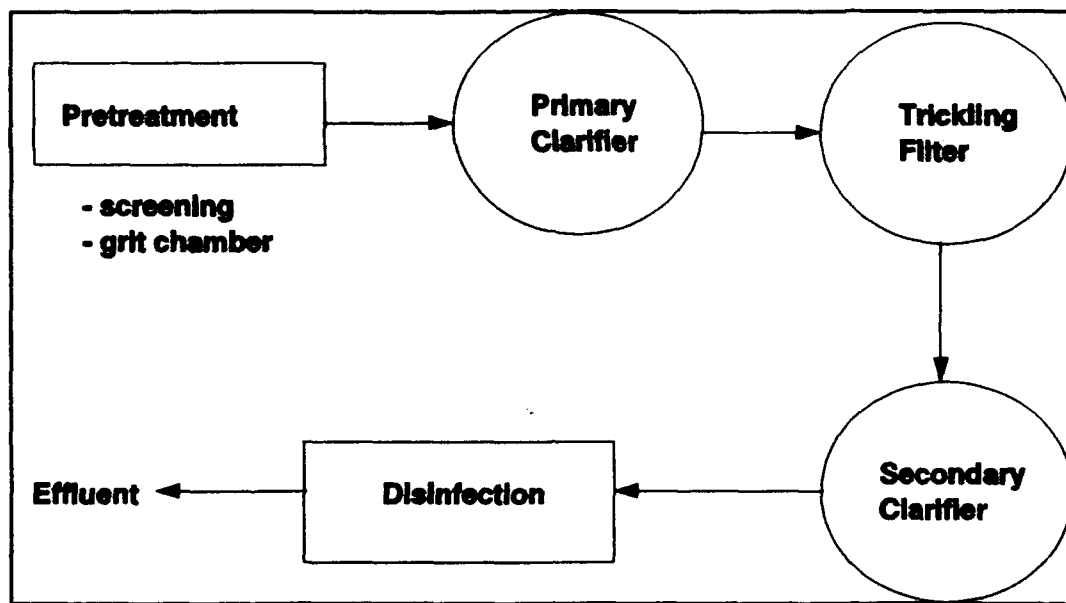 Pretreatment
- screening
- grit chamber
Primary
Clarifier
Trickling
Filter
Secondary
Clarifier
Disinfection
Effluent